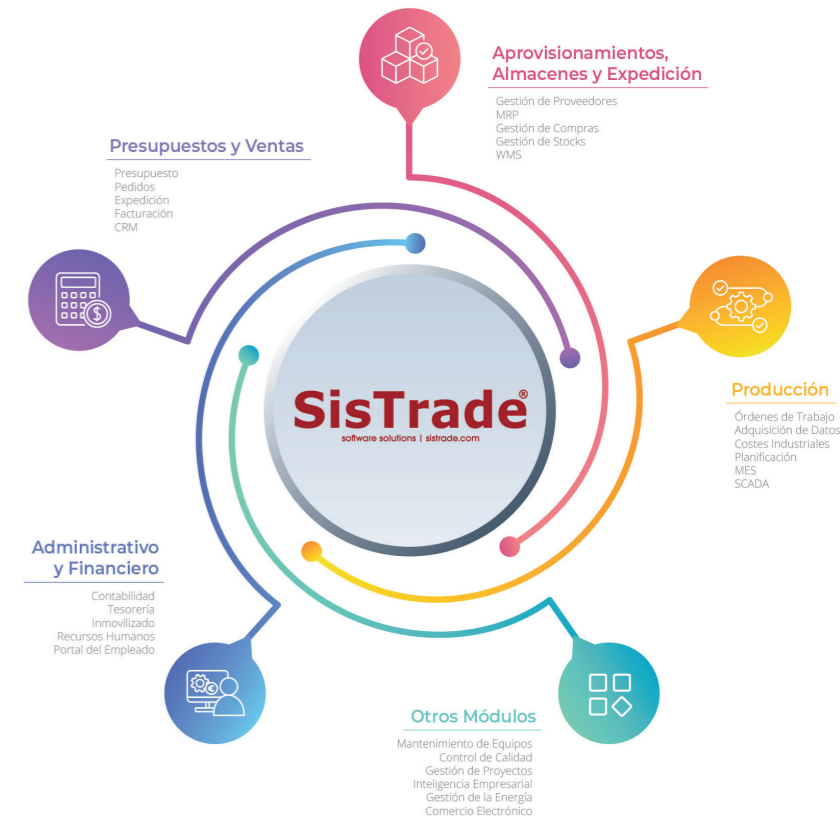 Aprovisionamientos,
Almacenes y Expedición
Gestión de Proveedores
MRP
Gestión de Compras
Gestión de Stocks
WMS
Presupuestos y Ventas
Presupuesto
Pedidos
Expedición
Facturación
CRM
SisTrade®
software solutions | sistrade.com
Producción
Órdenes de Trabajo
Adquisición de Datos
Costes Industriales
Planificación
MES
SCADA
Administrativo
y Financiero
Contabilidad
Tesorería
Inmovilizado
Recursos Humanos
Portal del Empleado
Otros Módulos
Mantenimiento de Equipos
Control de Calidad
Gestión de Proyectos
Inteligencia Empresarial
Gestión de la Energía
Comercio Electrónico